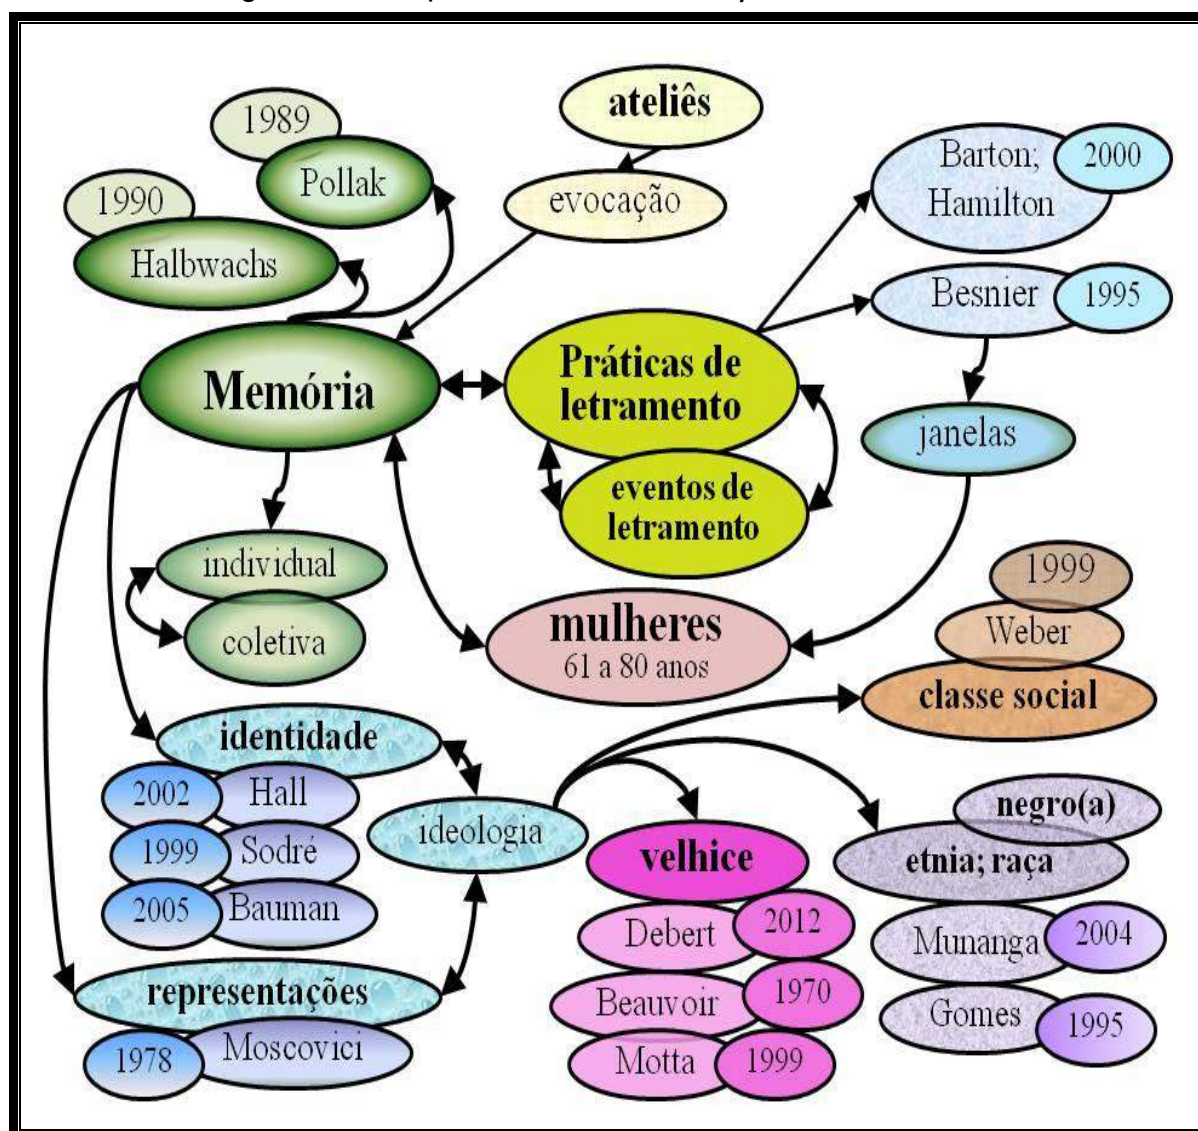 ateliês
evocação
1989
Pollak
1990
Halbwachs
Memória
Práticas de
letramento
eventos de
letramento
Barton;
Hamilton
2000
Besnier
1995
janelas
individual
coletiva
mulheres
61 a 80 anos
1999
Weber
classe social
identidade
2002
Hall
1999
Sodré
2005
Bauman
ideologia
representações
1978
Moscovici
velhice
Debert
2012
Beauvoir
1970
Motta
1999
negro(a)
etnia; raça
Munanga
2004
Gomes
1995